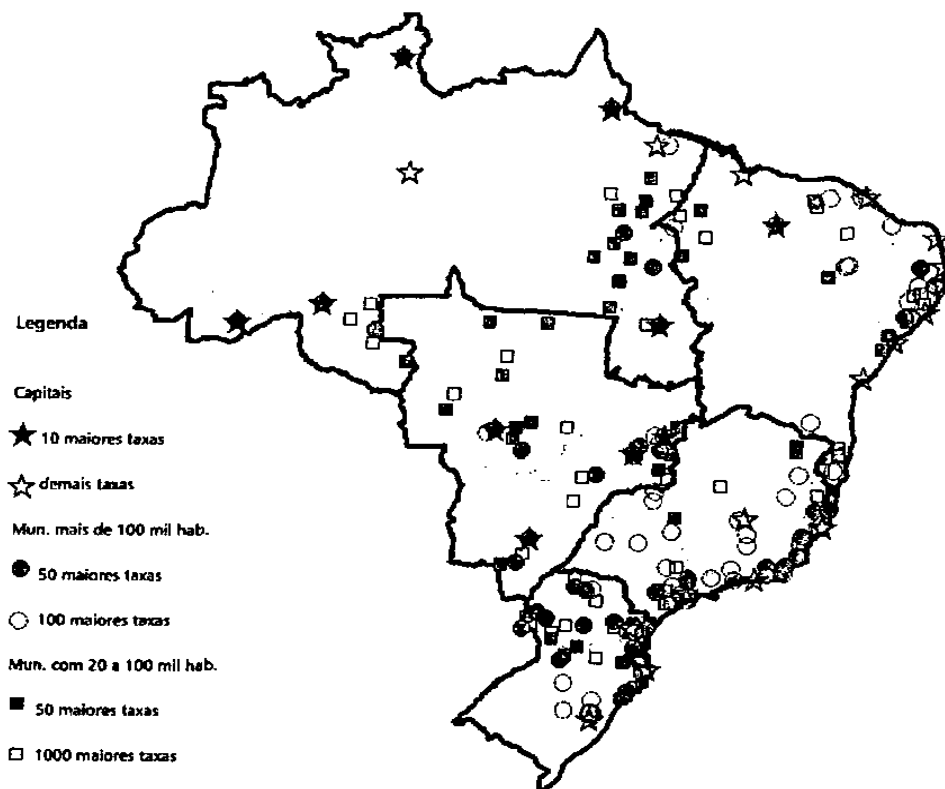 Legenda
Capitais
10 maiores taxas
demais taxas
Mun. mais de 100 mil hab.
50 maiores taxas
100 maiores taxas
Mun. com 20 a 100 mil hab.
50 maiores taxas
1000 maiores taxas